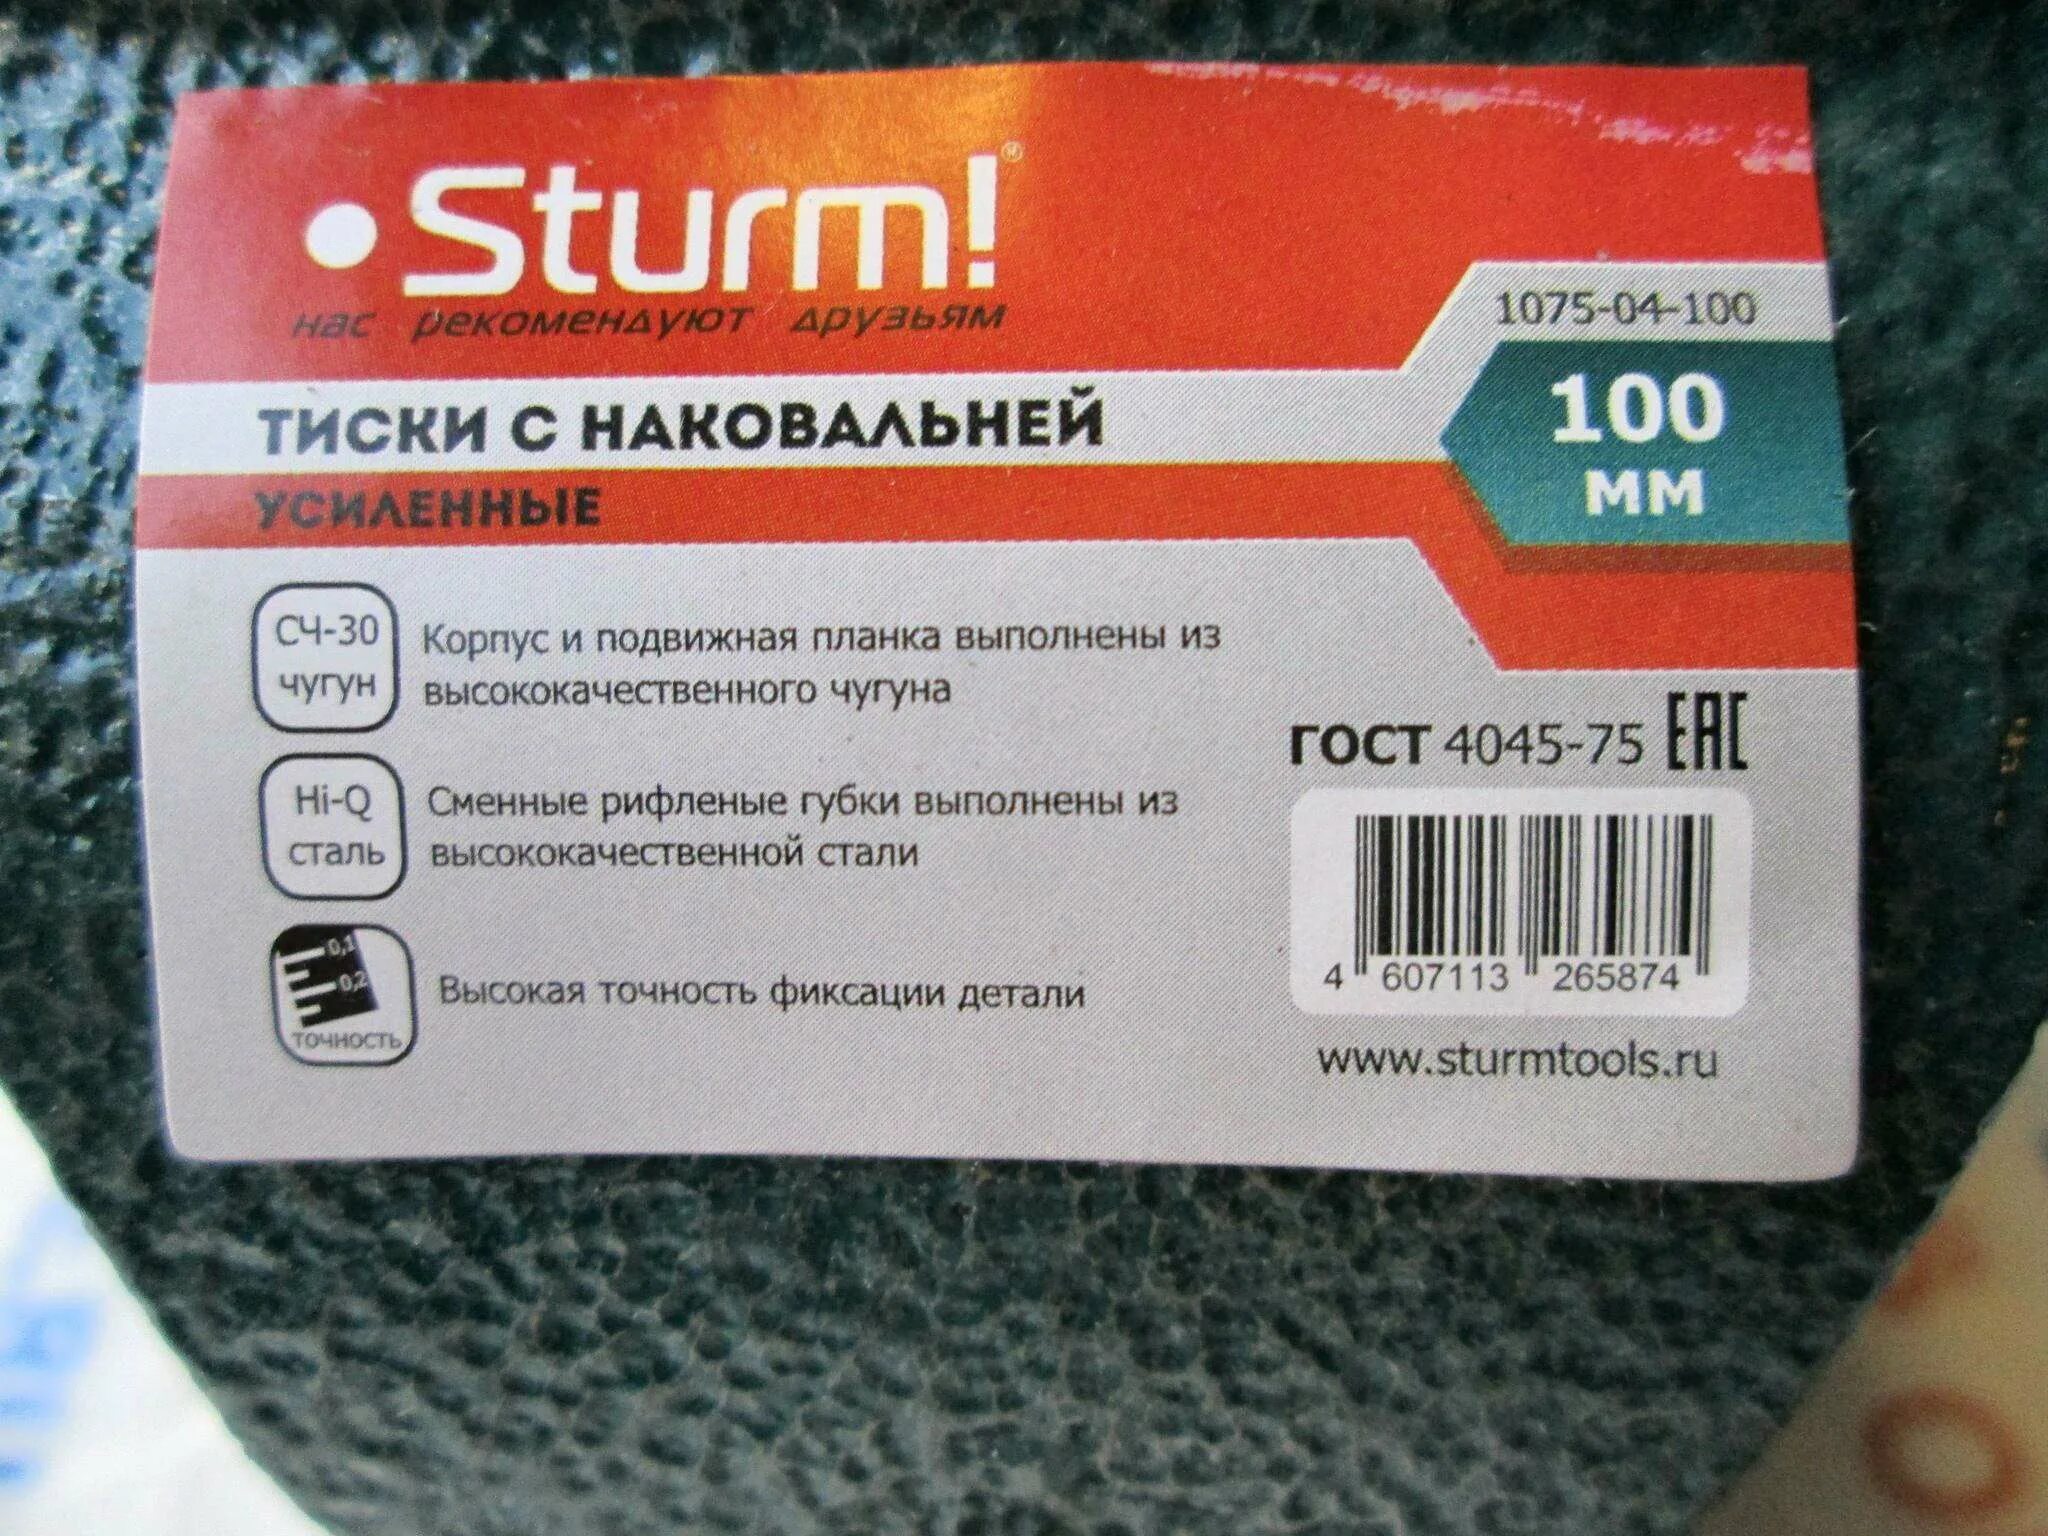 •Sturm!®
нас рекомендуют друзьям
1075-04-100
ТИСКИ С НАКОВАЛЬНЕЙ
100
мм
УСИЛЕННЫЕ
СЧ-30
чугун
Корпус и подвижная планка выполнены из
высококачественного чугуна
ГОСТ 4045-75 ЕАС
Hi-Q
сталь
Сменные рифленые губки выполнены из
высококачественной стали
0,1
0,2
точность
Высокая точность фиксации детали
4 607113 265874
www.sturmtools.ru